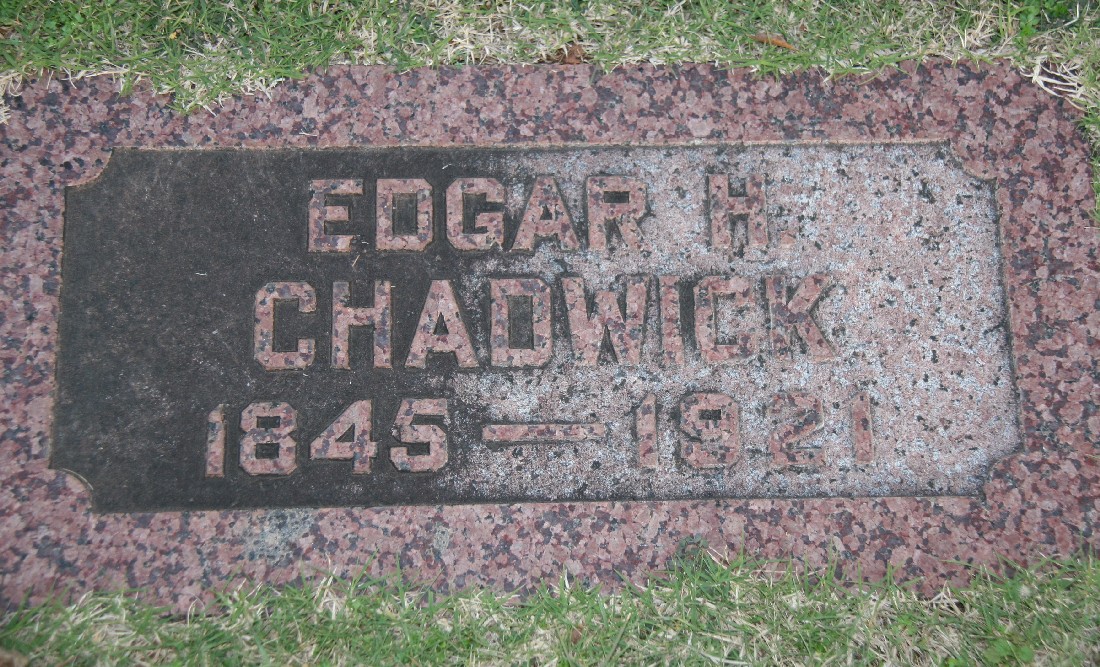 EDGAR H.
CHADWICK
1845 — 1921